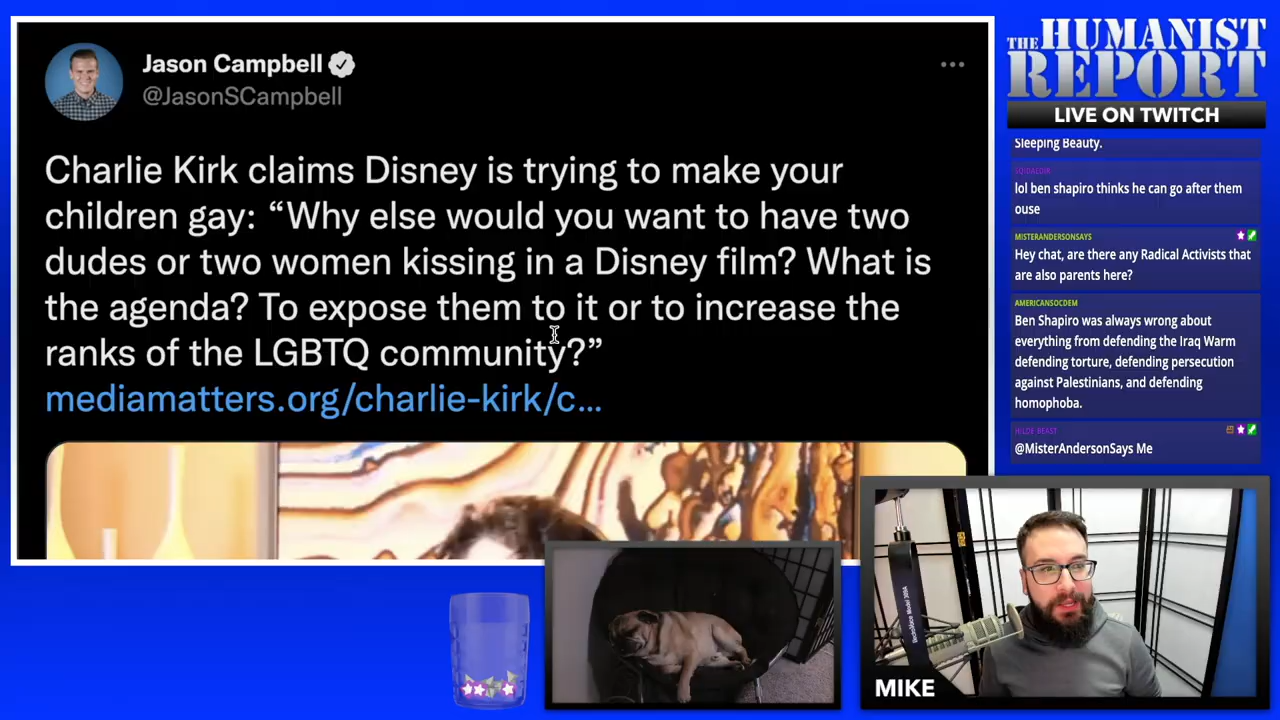 Jason Campbell
@JasonSCampbell
Charlie Kirk claims Disney is trying to make your
children gay: “Why else would you want to have two
dudes or two women kissing in a Disney film? What is
the agenda? To expose them to it or to increase the
ranks of the LGBTQ community?”
mediamatters.org/charlie-kirk/c...
THE HUMANIST
REPORT
LIVE ON TWITCH
Sleeping Beauty.
lol ben shapiro thinks he can go after them
ouse
MISTERANDERSONSAYS
Hey chat, are there any Radical Activists that
are also parents here?
AMERICANSOCDEM
Ben Shapiro was always wrong about
everything from defending the Iraq Warm
defending torture, defending persecution
against Palestinians, and defending
homophoba.
HILDE BEAST
@MisterAndersonSays Me
MIKE